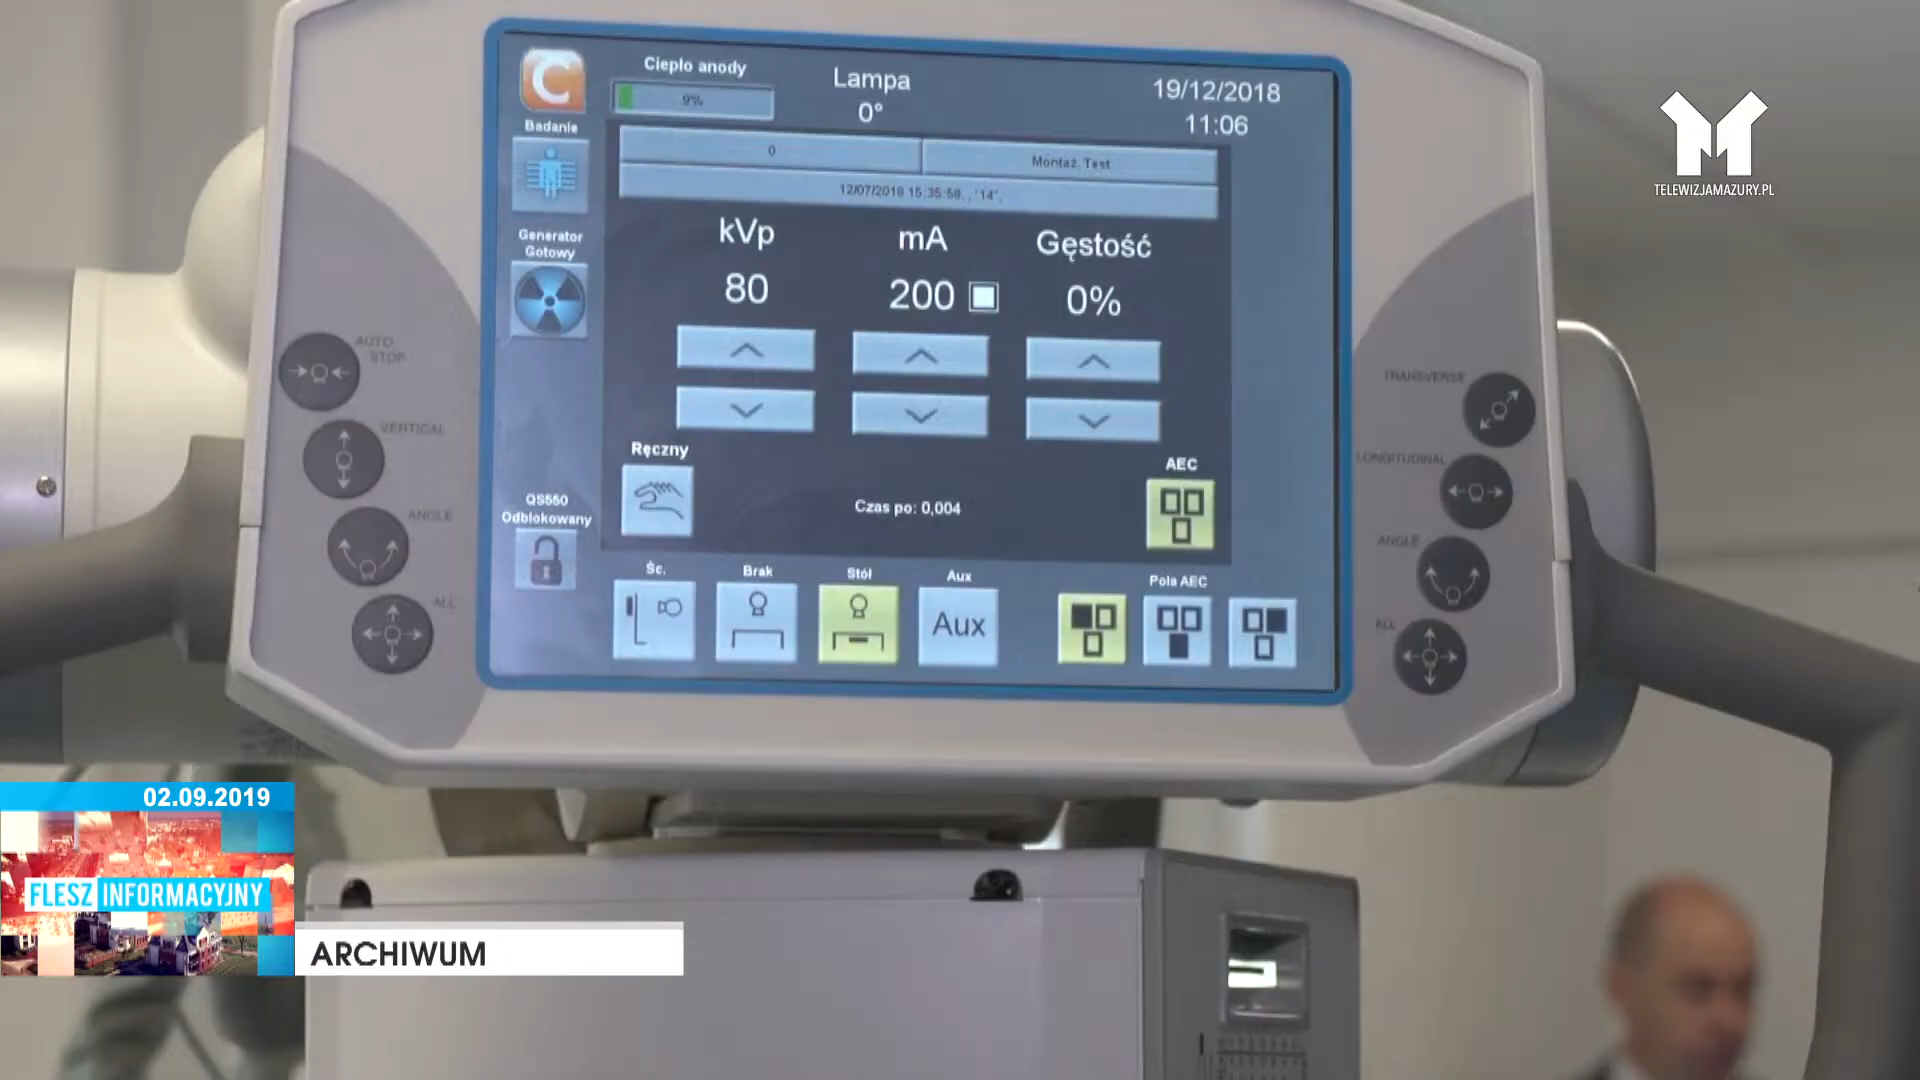 Ciepło anody
9%
Lampa
0°
19/12/2018
11:06
TELEWIZJAMAZURY.PL
Badanie
0
Montaż, Test
12/07/2018 15:35:58, , '14',
Generator
Gotowy
kVp
mA
Gęstość
80
200
0%
AUTO
STOP
VERTICAL
ANGLE
ALL
TRANSVERSE
LONGITUDINAL
ANGLE
ALL
Ręczny
AEC
Czas po: 0,004
QS550
Odblokowany
Śc.
Brak
Stół
Aux
Aux
Pola AEC
02.09.2019
FLESZ INFORMACYJNY
ARCHIWUM